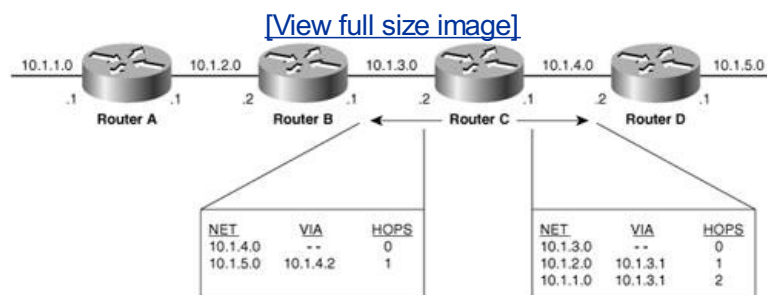 [View full size image]
10.1.1.0 10.1.2.0 10.1.3.0 10.1.4.0 10.1.5.0
.1 .1 .2 .1 .2 .1 .2 .1
Router A Router B Router C Router D
NET VIA HOPS
10.1.4.0 -- 0
10.1.5.0 10.1.4.2 1
NET VIA HOPS
10.1.3.0 -- 0
10.1.2.0 10.1.3.1 1
10.1.1.0 10.1.3.1 2